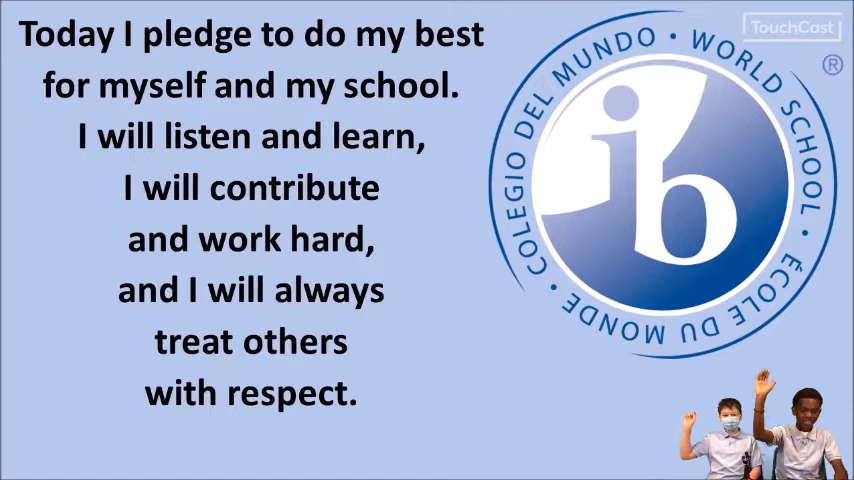 Today I pledge to do my best
for myself and my school.
I will listen and learn,
I will contribute
and work hard,
and I will always
treat others
with respect.
TouchCast
®
COLEGIO DEL MUNDO • WORLD SCHOOL • ÉCOLE DU MONDE •
ib